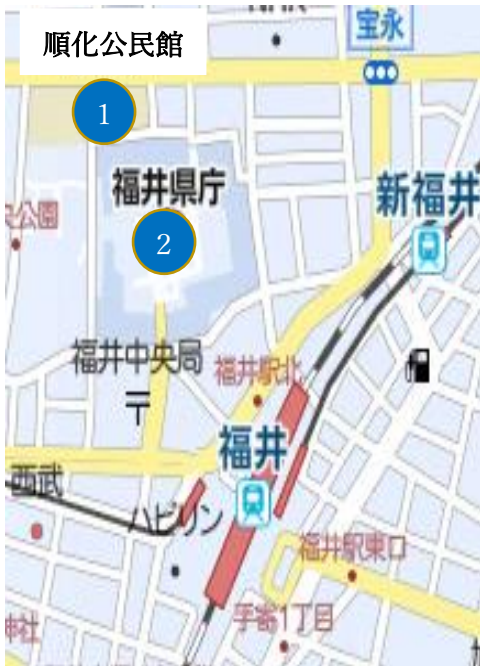 宝永
順化公民館
1
福井県庁
新福井
央公園
2
福井中央局
福井駅北
〒
福井
西武
ハピリン
福井駅東口
手寄1丁目
神社